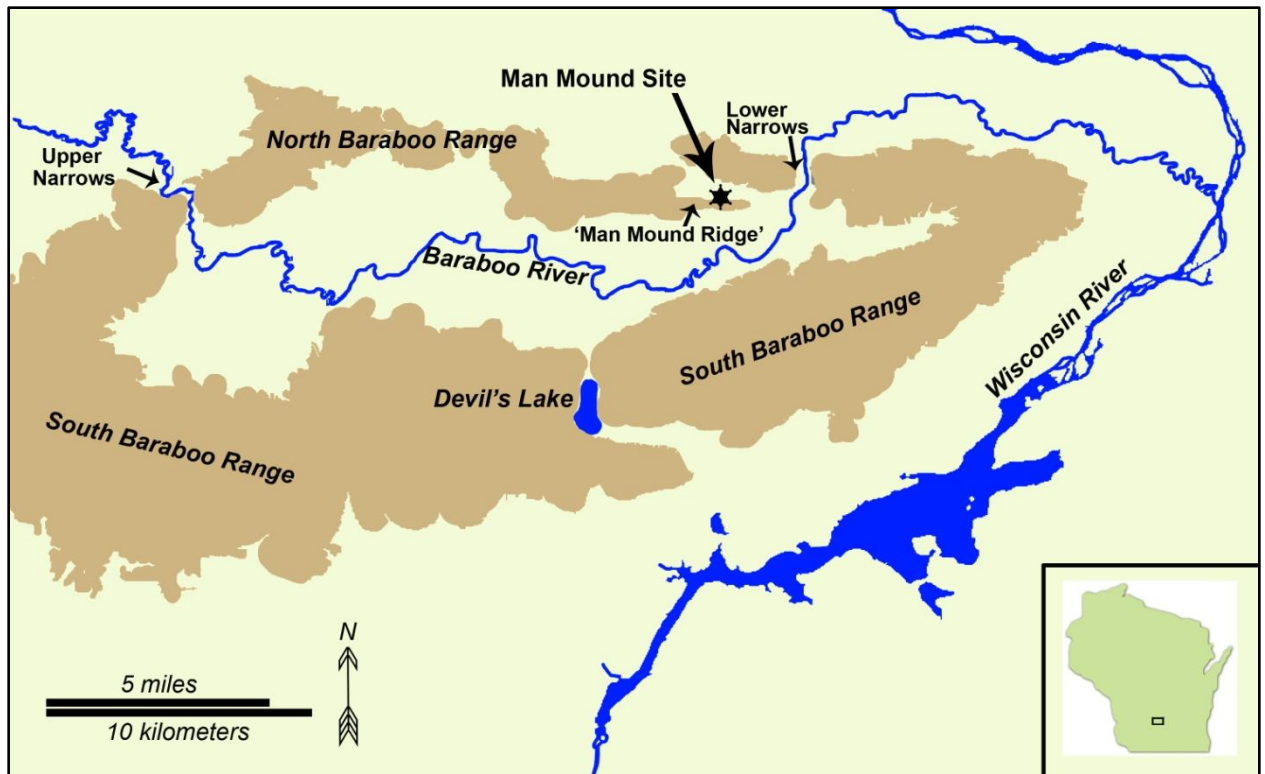 Man Mound Site
Lower
Narrows
North Baraboo Range
Upper
Narrows
'Man Mound Ridge'
Baraboo River
Wisconsin River
South Baraboo Range
Devil's Lake
South Baraboo Range
N
5 miles
10 kilometers